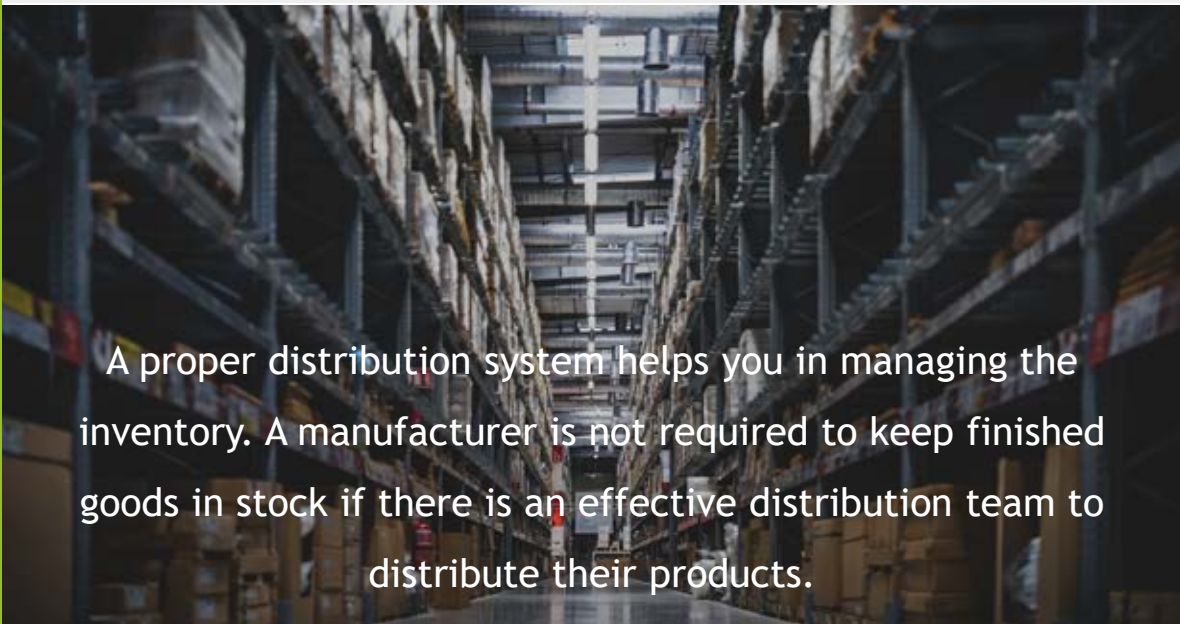 A proper distribution system helps you in managing the
inventory. A manufacturer is not required to keep finished
goods in stock if there is an effective distribution team to
distribute their products.